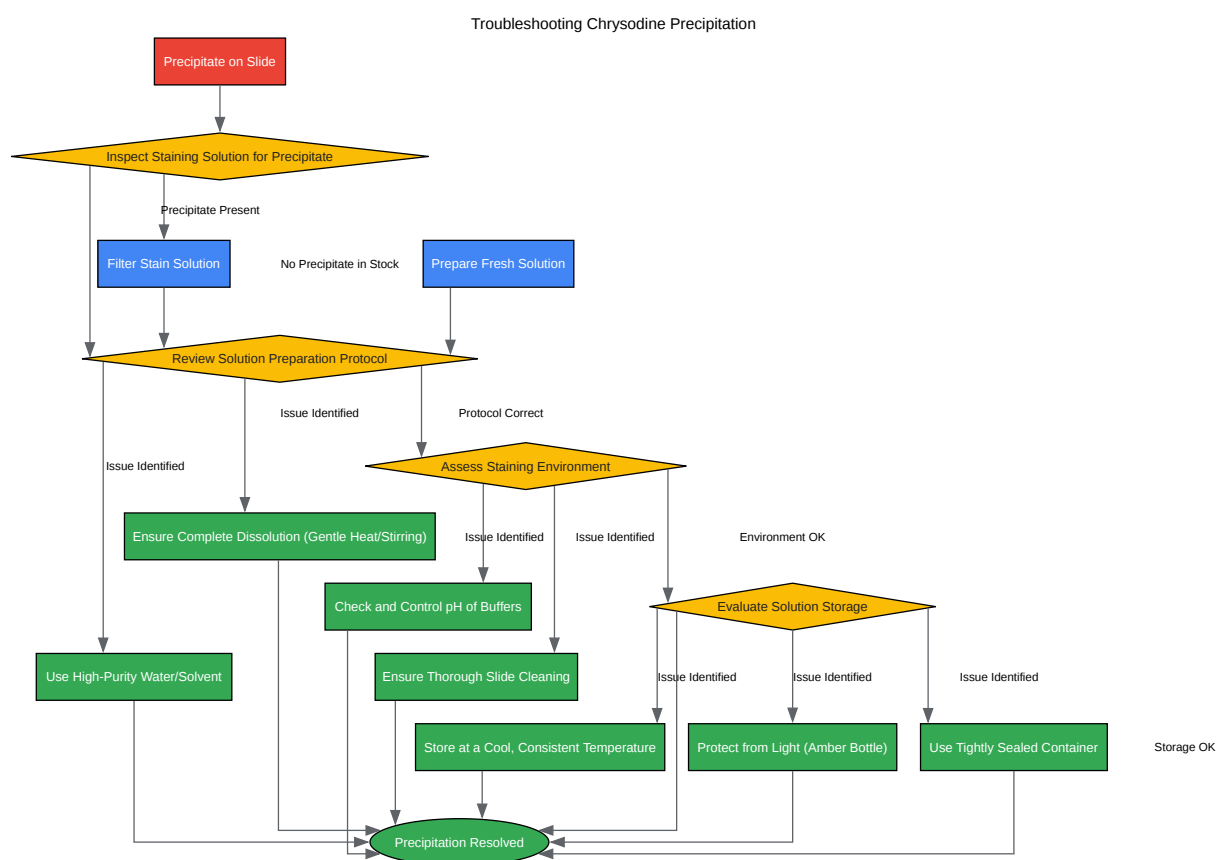 Troubleshooting Chrysodine Precipitation
Precipitate on Slide
Inspect Staining Solution for Precipitate
Precipitate Present
Filter Stain Solution
No Precipitate in Stock
Prepare Fresh Solution
Review Solution Preparation Protocol
Issue Identified
Protocol Correct
Issue Identified
Assess Staining Environment
Ensure Complete Dissolution (Gentle Heat/Stirring)
Issue Identified
Issue Identified
Environment OK
Check and Control pH of Buffers
Evaluate Solution Storage
Use High-Purity Water/Solvent
Ensure Thorough Slide Cleaning
Issue Identified
Issue Identified
Issue Identified
Store at a Cool, Consistent Temperature
Protect from Light (Amber Bottle)
Use Tightly Sealed Container
Storage OK
Precipitation Resolved